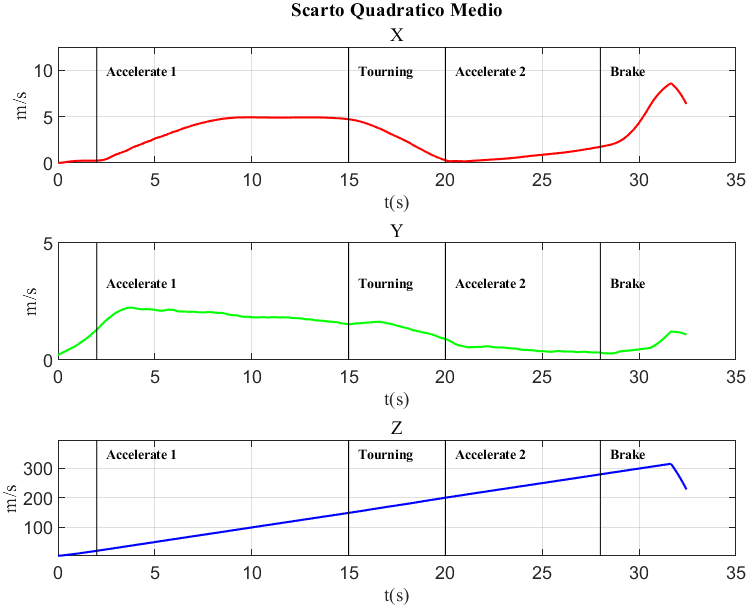 Scarto Quadratico Medio
X
10
5
0
m/s
Accelerate 1
Tourning
Accelerate 2
Brake
0 5 10 15 20 25 30 35
t(s)
Y
5
0
m/s
Accelerate 1
Tourning
Accelerate 2
Brake
0 5 10 15 20 25 30 35
t(s)
Z
300
200
100
m/s
Accelerate 1
Tourning
Accelerate 2
Brake
0 5 10 15 20 25 30 35
t(s)